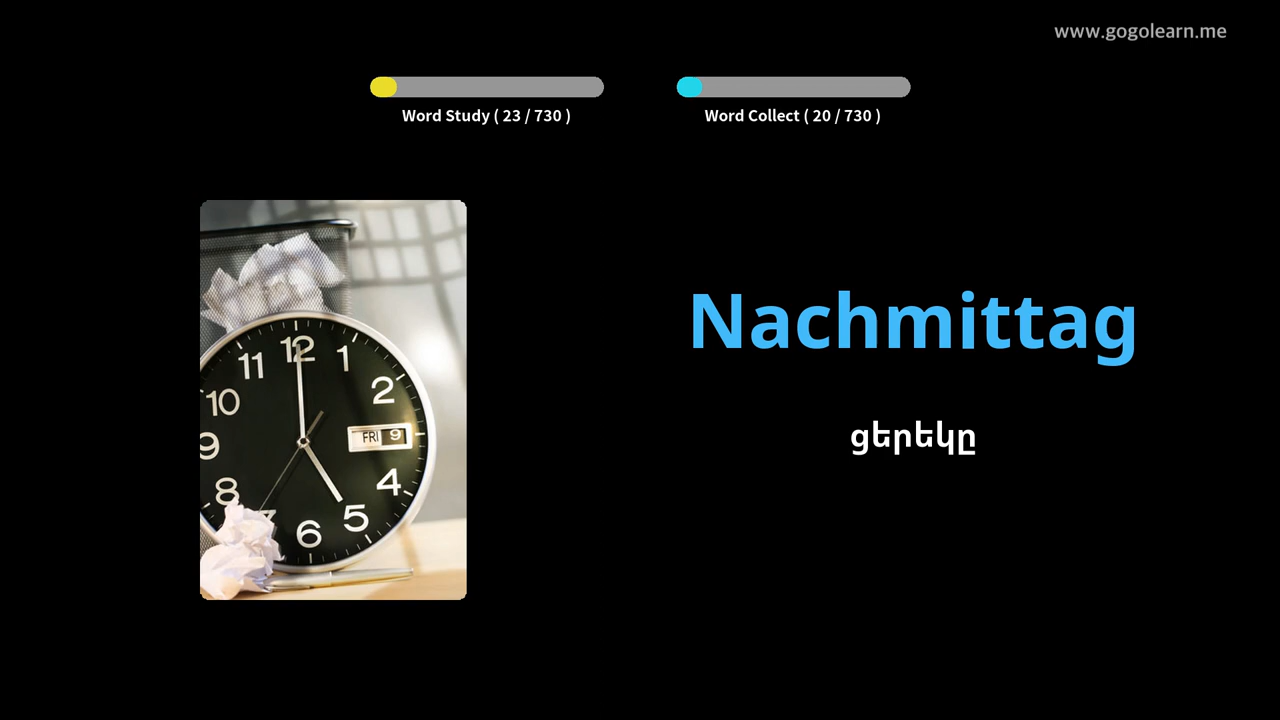 www.gogolearn.me
Word Study ( 23 / 730 )
Word Collect ( 20 / 730 )
12
11
1
10
2
9
FRI 9
8
4
7
5
6
Nachmittag
ցերեկը